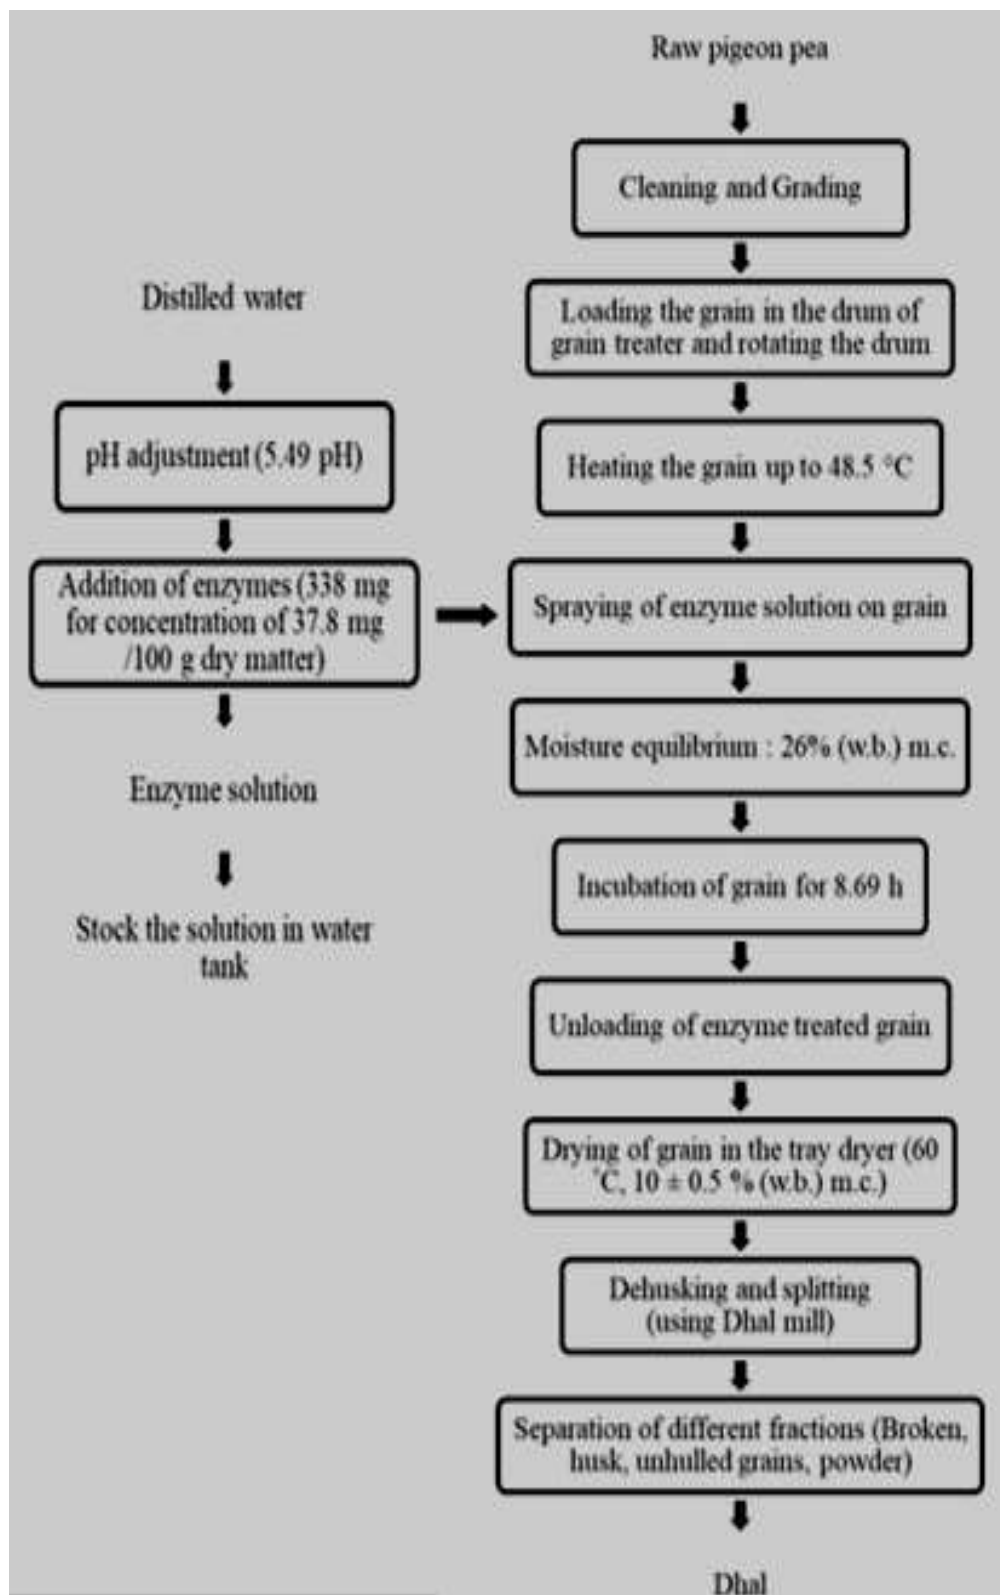 Raw pigeon pea
Cleaning and Grading
Loading the grain in the drum of
grain treater and rotating the drum
Heating the grain up to 48.5 °C
Distilled water
pH adjustment (5.49 pH)
Addition of enzymes (338 mg
for concentration of 37.8 mg
/100 g dry matter)
Enzyme solution
Stock the solution in water
tank
Spraying of enzyme solution on grain
Moisture equilibrium : 26% (w.b.) m.c.
Incubation of grain for 8.69 h
Unloading of enzyme treated grain
Drying of grain in the tray dryer (60
°C, 10 ± 0.5 % (w.b.) m.c.)
Dehusking and splitting
(using Dhal mill)
Separation of different fractions (Broken,
husk, unhulled grains, powder)
Dhal